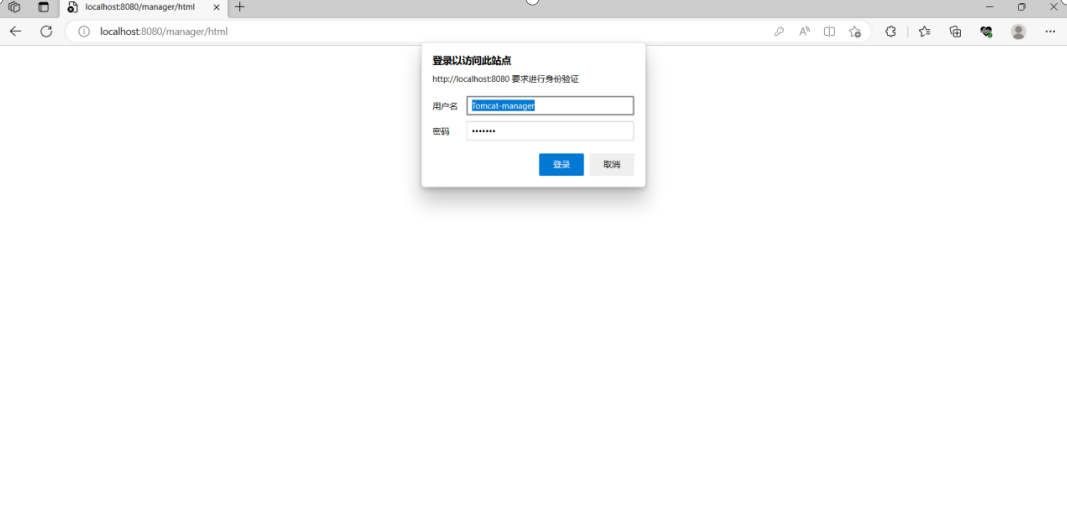 localhost:8080/manager/html
localhost:8080/manager/html
登录以访问此站点
http://localhost:8080 要求进行身份验证
用户名 Tomcat-manager
密码 •••••••
登录 取消